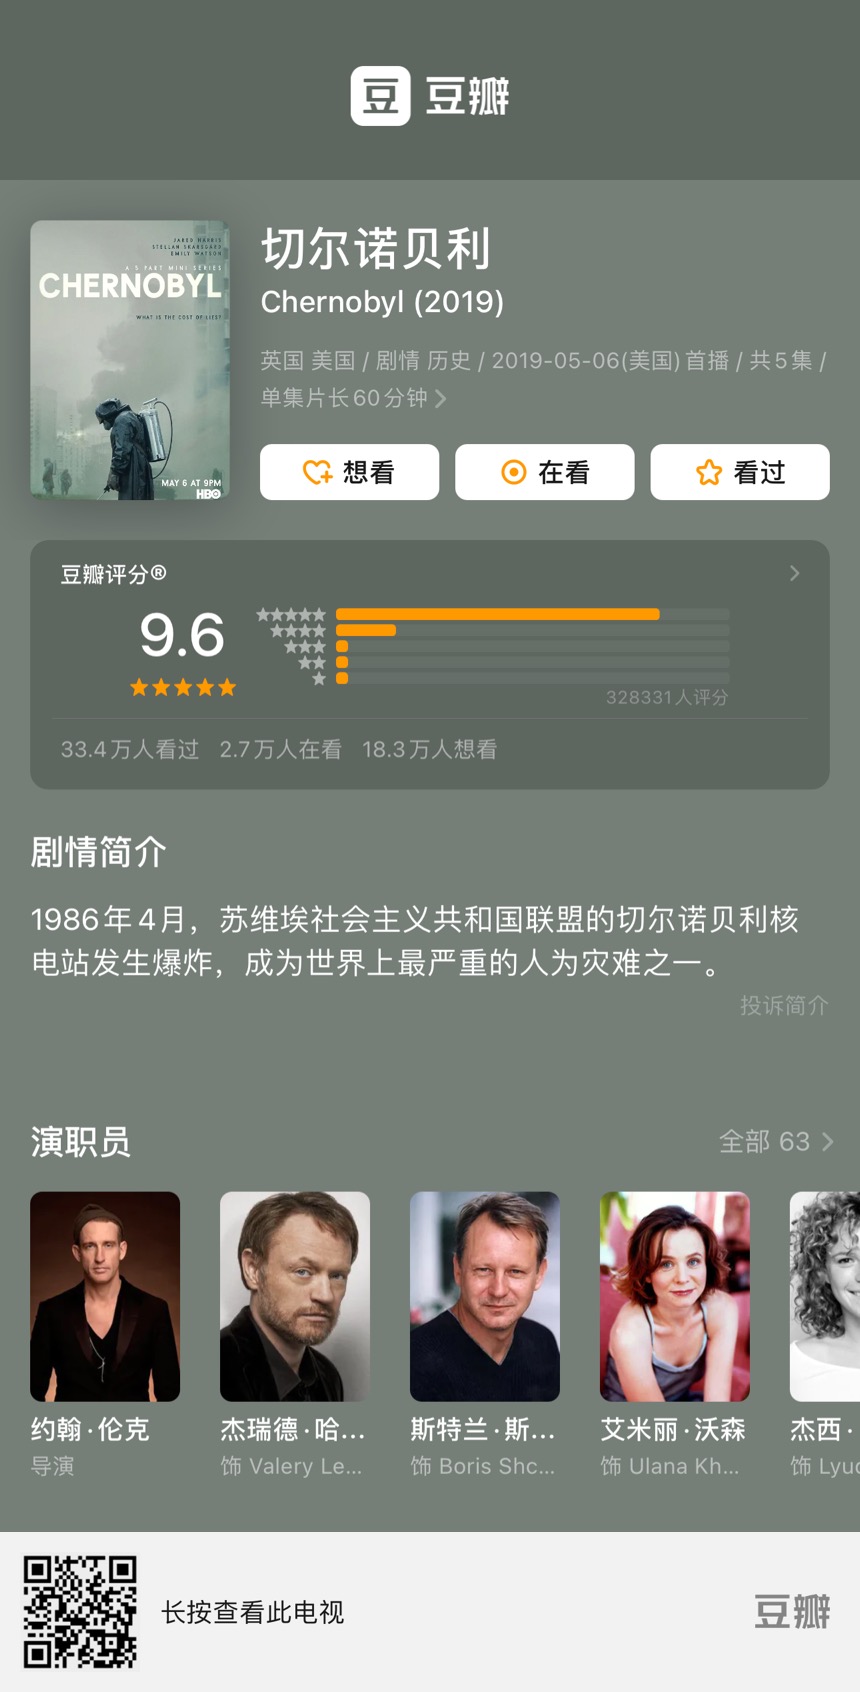 豆 豆瓣
JARED HARRIS
STELLAN SKARSGÅRD
EMILY WATSON
A 5 PART MINI SERIES
CHERNOBYL
WHAT IS THE COST OF LIES?
MAY 6 AT 9PM
HBO
切尔诺贝利
Chernobyl (2019)
英国 美国 / 剧情 历史 / 2019-05-06(美国)首播 / 共5集 /
单集片长60分钟
想看 在看 看过
豆瓣评分®
9.6
328331人评分
33.4万人看过 2.7万人在看 18.3万人想看
剧情简介
1986年4月，苏维埃社会主义共和国联盟的切尔诺贝利核
电站发生爆炸，成为世界上最严重的人为灾难之一。
投诉简介
演职员 全部 63
约翰·伦克 杰瑞德·哈... 斯特兰·斯... 艾米丽·沃森 杰西·
导演 饰 Valery Le... 饰 Boris Shc... 饰 Ulana Kh... 饰 Lyud
长按查看此电视 豆瓣